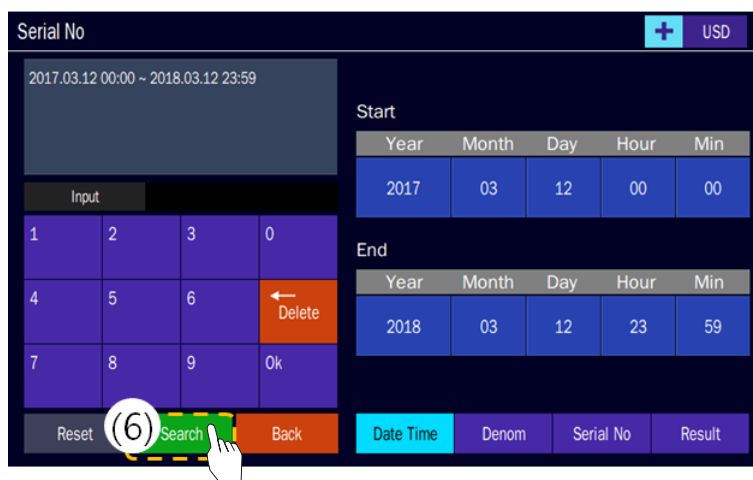 Serial No
+ USD
2017.03.12 00:00 ~ 2018.03.12 23:59
Input
1 2 3 0
4 5 6 ← Delete
7 8 9 Ok
Reset (6) Search Back
Start
Year Month Day Hour Min
2017 03 12 00 00
End
Year Month Day Hour Min
2018 03 12 23 59
Date Time Denom Serial No Result